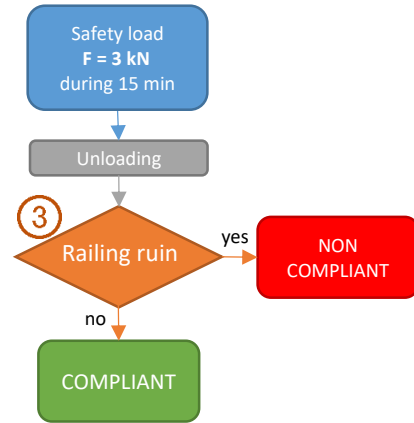 Safety load
F = 3 kN
during 15 min
Unloading
3
Railing ruin
yes
NON
COMPLIANT
no
COMPLIANT